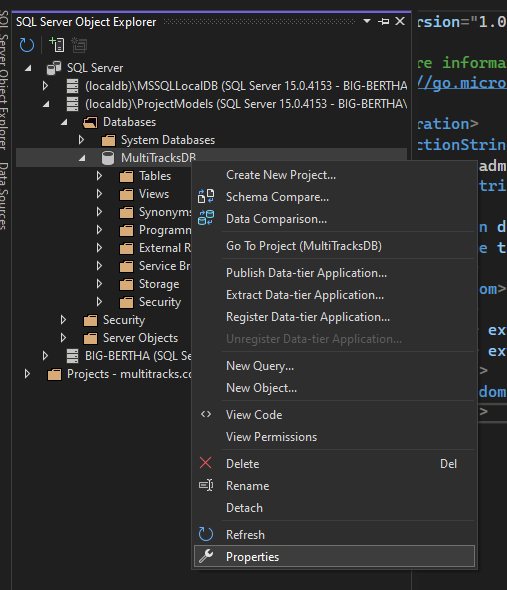 SQL Server Object Explorer
SQL Server
(localdb)\MSSQLLocalDB (SQL Server 15.0.4153 - BIG-BERTHA
(localdb)\ProjectModels (SQL Server 15.0.4153 - BIG-BERTHA\
Databases
System Databases
MultiTracksDB
Tables
Views
Synonyms
Programm
External R
Service Br
Storage
Security
Security
Server Objects
BIG-BERTHA (SQL Se
Projects - multitracks.co
Create New Project...
Schema Compare...
Data Comparison...
Go To Project (MultiTracksDB)
Publish Data-tier Application...
Extract Data-tier Application...
Register Data-tier Application...
Unregister Data-tier Application...
New Query...
New Object...
View Code
View Permissions
Delete Del
Rename
Detach
Refresh
Properties
SQL Server Object Explorer
Data Sources
ersion="1.0
re informa
//go.micro
ration>
ctionStrin
adm
tri
n d
e t
om>
ext
ext
>
dom
>